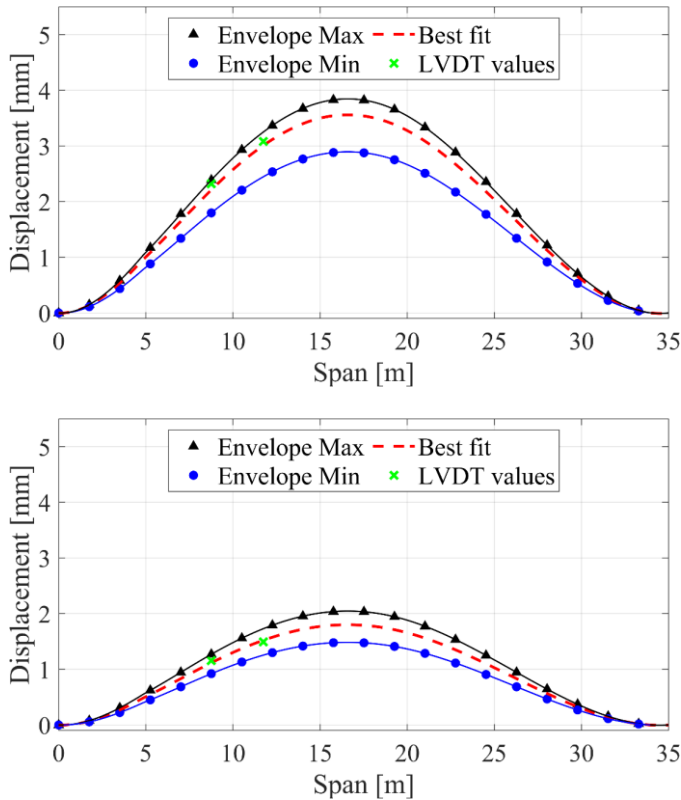 5
4
3
2
1
0
Displacement [mm]
Envelope Max
Best fit
Envelope Min
LVDT values
0 5 10 15 20 25 30 35
Span [m]
5
4
3
2
1
0
Displacement [mm]
Envelope Max
Best fit
Envelope Min
LVDT values
0 5 10 15 20 25 30 35
Span [m]